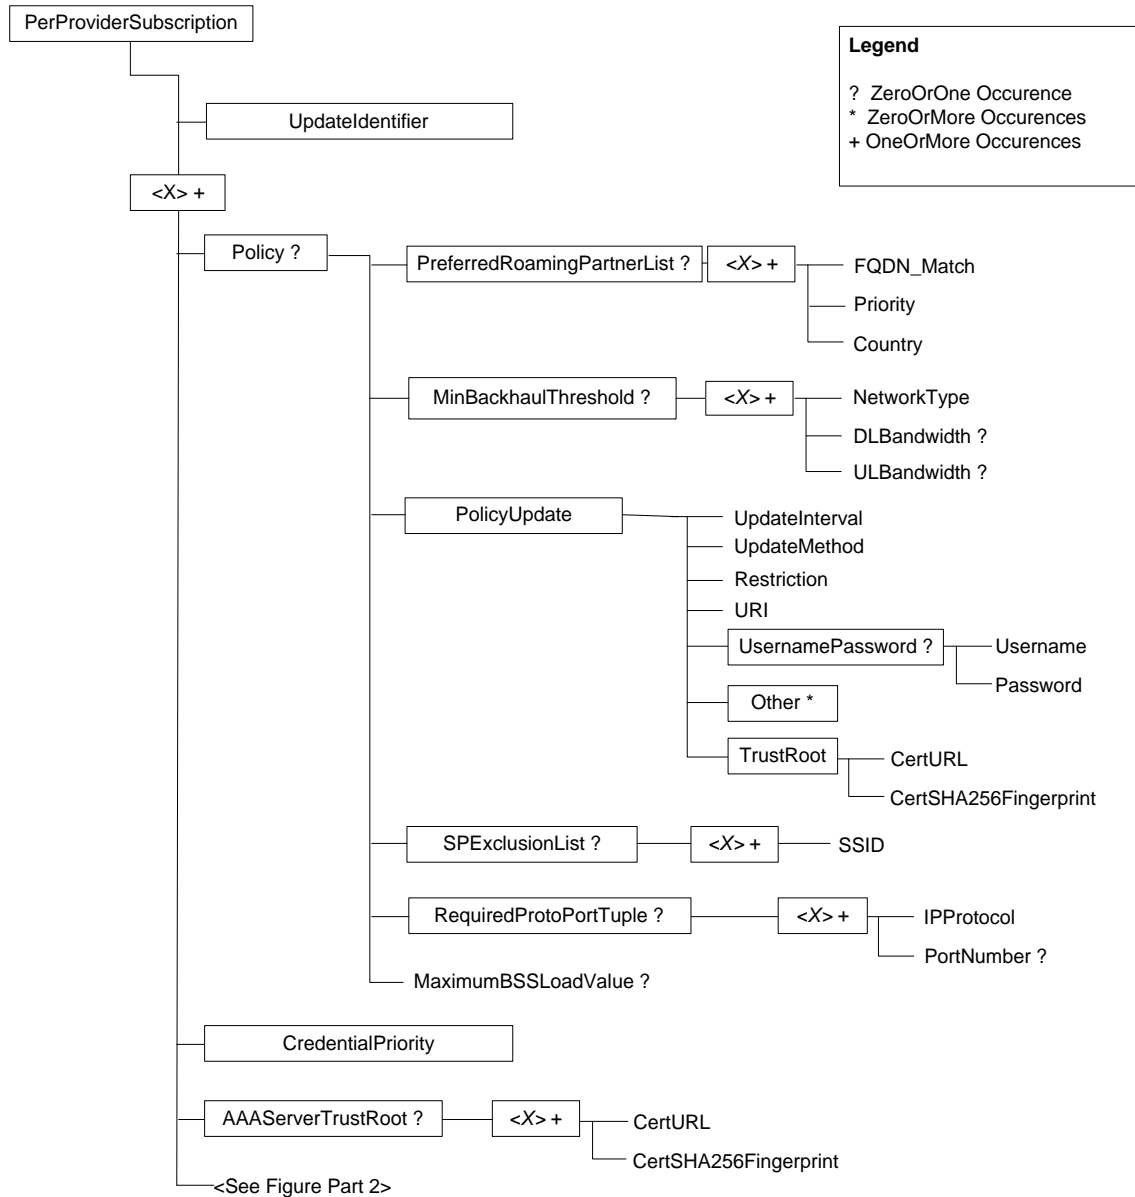 PerProviderSubscription
Legend
? ZeroOrOne Occurence
* ZeroOrMore Occurences
+ OneOrMore Occurences
UpdateIdentifier
<X> +
Policy ?
PreferredRoamingPartnerList ?
<X> +
FQDN_Match
Priority
Country
MinBackhaulThreshold ?
<X> +
NetworkType
DLBandwidth ?
ULBandwidth ?
PolicyUpdate
UpdateInterval
UpdateMethod
Restriction
URI
UsernamePassword ?
Username
Password
Other *
TrustRoot
CertURL
CertSHA256Fingerprint
SPExclusionList ?
<X> +
SSID
RequiredProtoPortTuple ?
<X> +
IPProtocol
PortNumber ?
MaximumBSSLoadValue ?
CredentialPriority
AAAServerTrustRoot ?
<X> +
CertURL
CertSHA256Fingerprint
<See Figure Part 2>